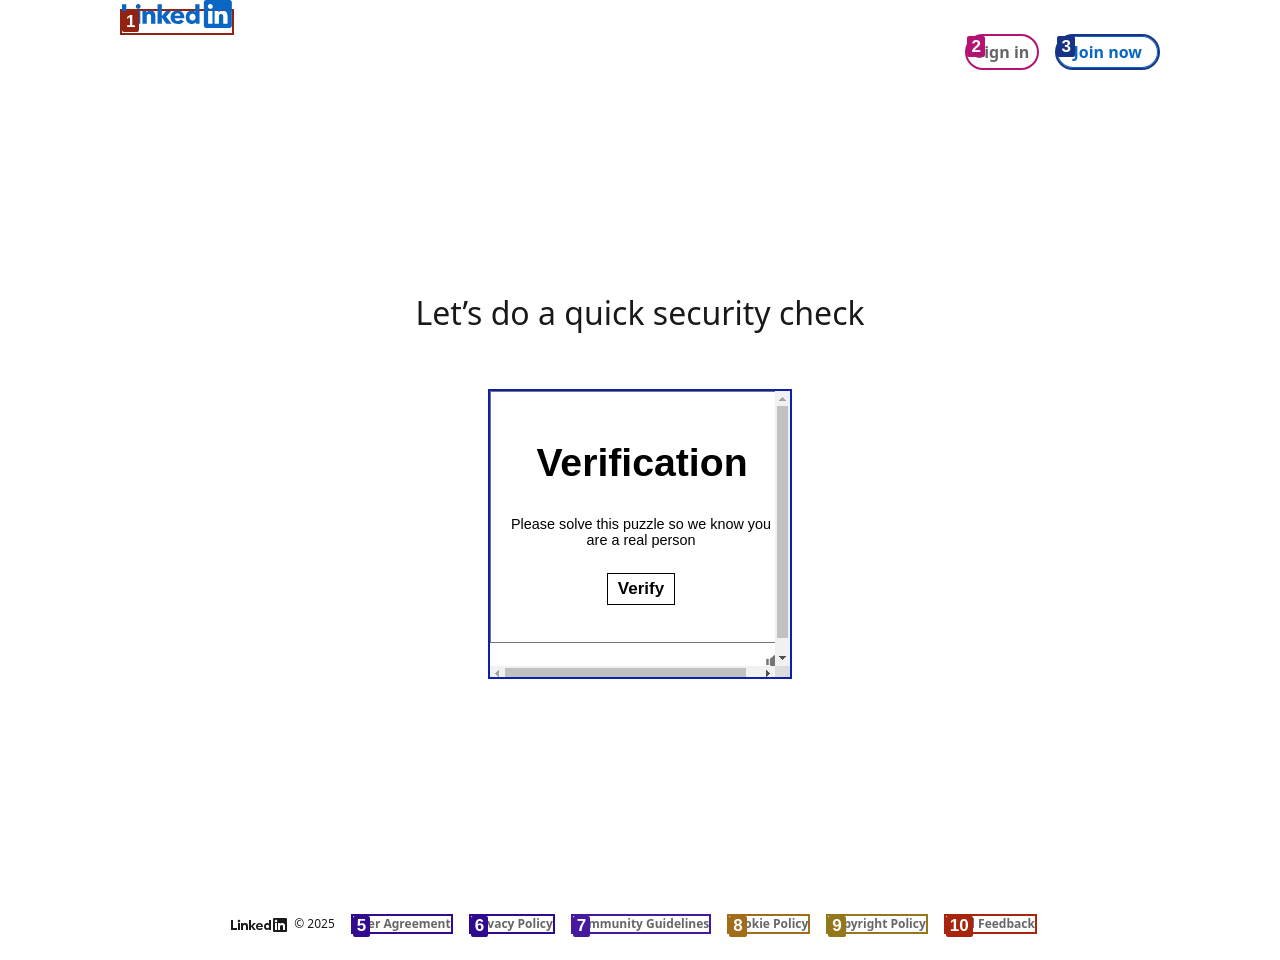 Linkedin
1
2 ign in
3 Join now
Let's do a quick security check
Verification
Please solve this puzzle so we know you
are a real person
Verify
Linkedin © 2025 5 er Agreement 6 vacy Policy 7 mmunity Guidelines 8 okie Policy 9 pyright Policy 10 Feedback